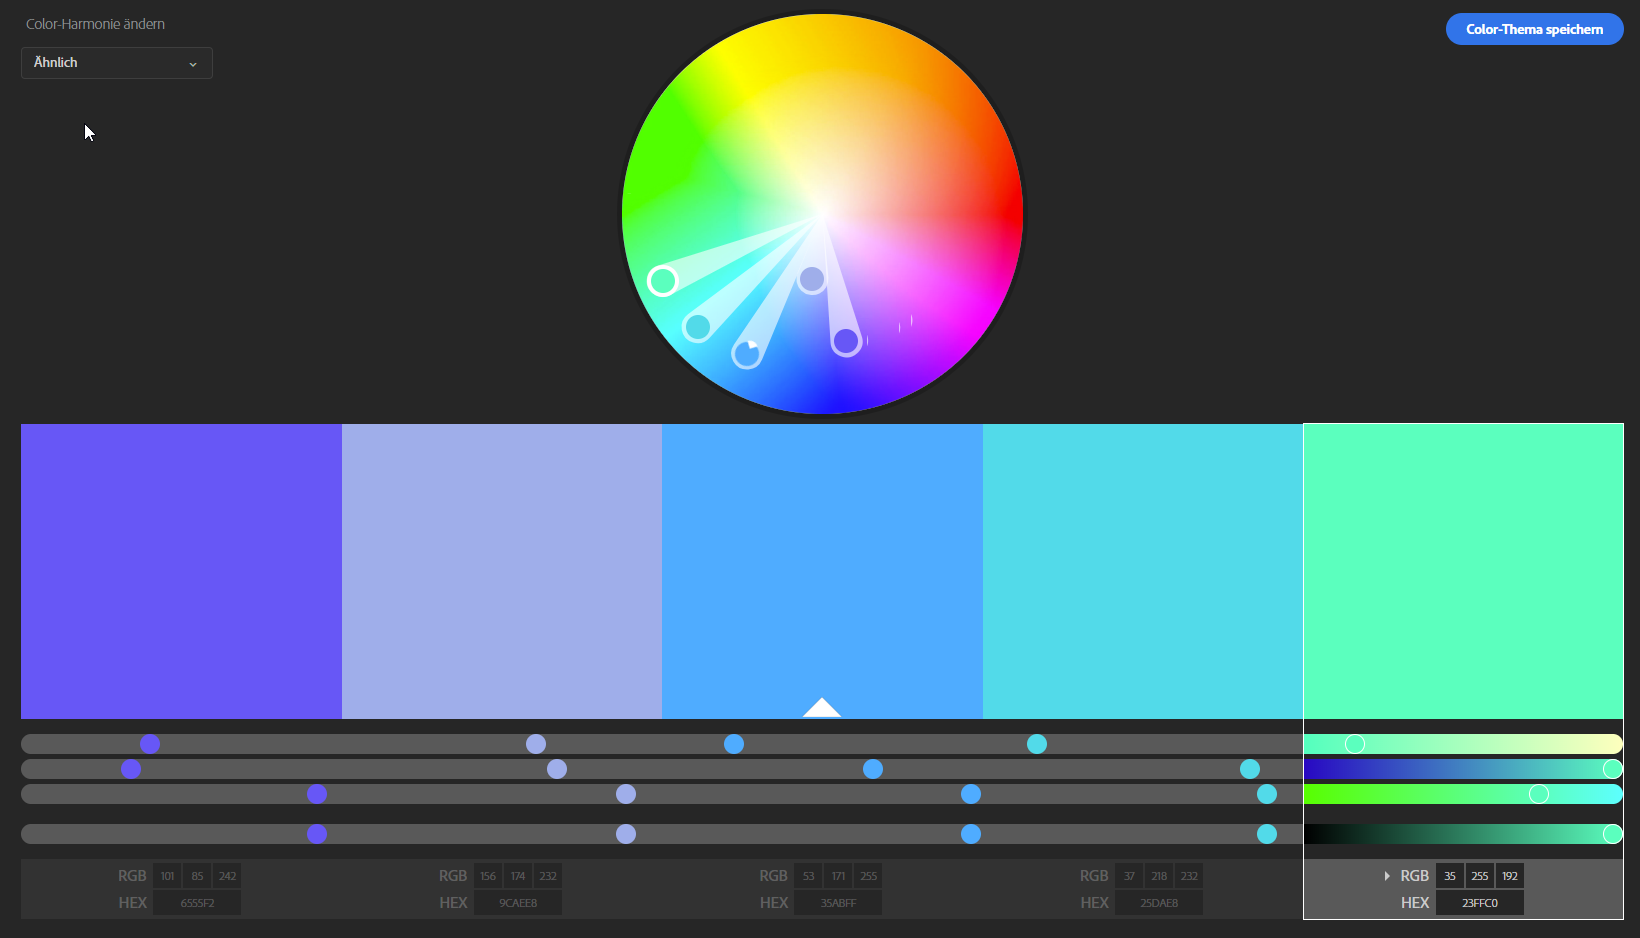 Color-Harmonie ändern
Color-Thema speichern
Ähnlich
RGB 101 85 242
HEX 6555F2
RGB 156 174 232
HEX 9CAEE8
RGB 53 171 255
HEX 35ABFF
RGB 37 218 232
HEX 25DAE8
RGB 35 255 192
HEX 23FFC0